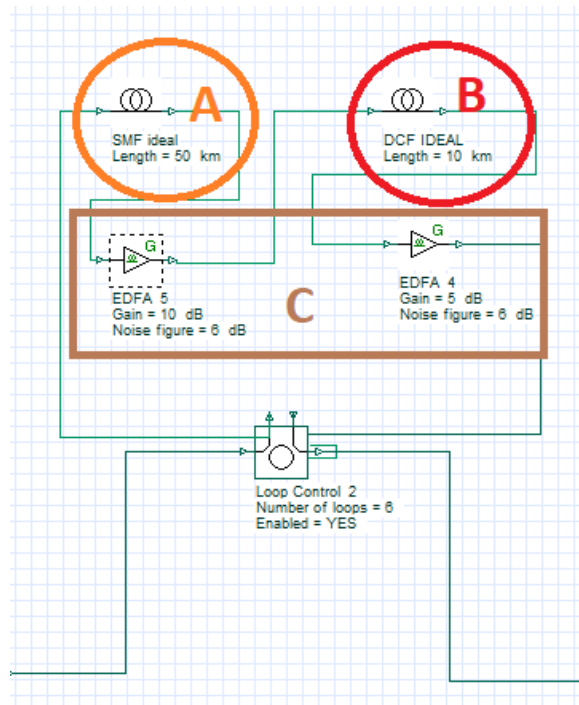 A
SMF ideal
Length = 50 km
B
DCF IDEAL
Length = 10 km
G
EDFA 5
Gain = 10 dB
Noise figure = 6 dB
C
G
EDFA 4
Gain = 5 dB
Noise figure = 6 dB
Loop Control 2
Number of loops = 6
Enabled = YES